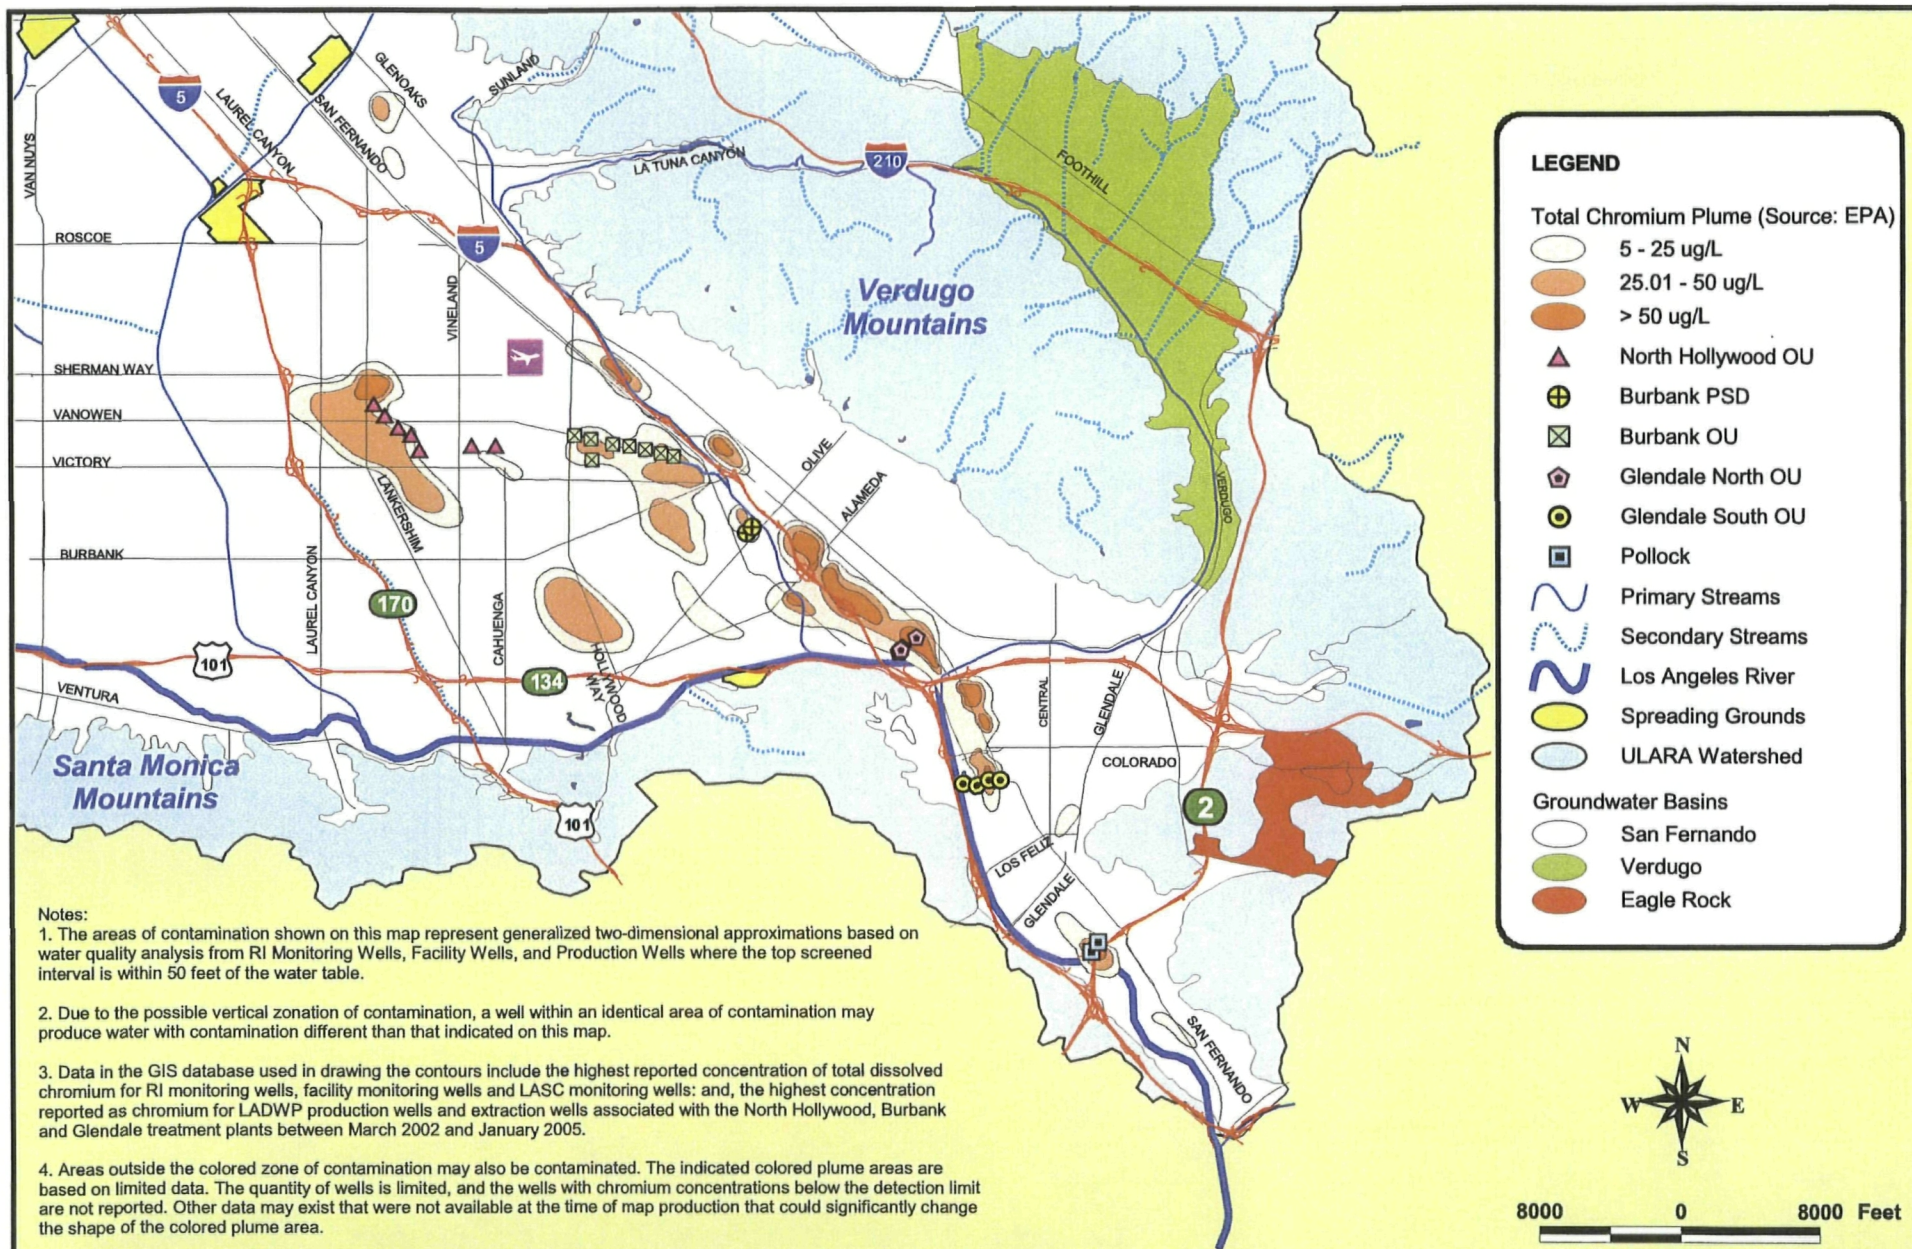 5
GLENOAKS
SUNLAND
LAUREL CANYON
SAN FERNANDO
VAN NUYS
LA TUNA CANYON
210
FOOTHILL
ROSCOE
5
VINELAND
Verdugo
Mountains
SHERMAN WAY
VANOWEN
VICTORY
LANKERSHIM
OLIVE
ALAMEDA
VERDUGO
BURBANK
LAUREL CANYON
170
CAHUENGA
HOLLYWOOD
WAY
101
134
VENTURA
CENTRAL
GLENDALE
COLORADO
Santa Monica
Mountains
101
2
LOS FELIZ
GLENDALE
SAN FERNANDO
LEGEND
Total Chromium Plume (Source: EPA)
5 - 25 ug/L
25.01 - 50 ug/L
> 50 ug/L
North Hollywood OU
Burbank PSD
Burbank OU
Glendale North OU
Glendale South OU
Pollock
Primary Streams
Secondary Streams
Los Angeles River
Spreading Grounds
ULARA Watershed
Groundwater Basins
San Fernando
Verdugo
Eagle Rock
Notes:
1. The areas of contamination shown on this map represent generalized two-dimensional approximations based on
water quality analysis from RI Monitoring Wells, Facility Wells, and Production Wells where the top screened
interval is within 50 feet of the water table.
2. Due to the possible vertical zonation of contamination, a well within an identical area of contamination may
produce water with contamination different than that indicated on this map.
3. Data in the GIS database used in drawing the contours include the highest reported concentration of total dissolved
chromium for RI monitoring wells, facility monitoring wells and LASC monitoring wells: and, the highest concentration
reported as chromium for LADWP production wells and extraction wells associated with the North Hollywood, Burbank
and Glendale treatment plants between March 2002 and January 2005.
4. Areas outside the colored zone of contamination may also be contaminated. The indicated colored plume areas are
based on limited data. The quantity of wells is limited, and the wells with chromium concentrations below the detection limit
are not reported. Other data may exist that were not available at the time of map production that could significantly change
the shape of the colored plume area.
N
W E
S
8000 0 8000 Feet